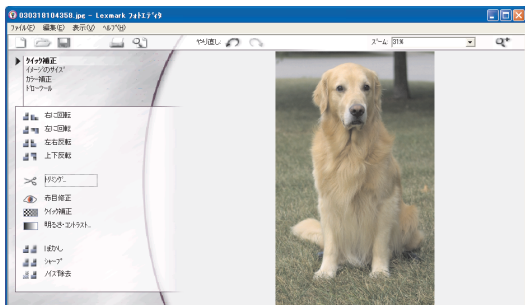 030318104358.jpg - Lexmark フォトエディタ
ファイル(F) 編集(E) 表示(V) ヘルプ(H)
やり直し ズーム: 31%
クイック補正
イメージのサイズ
カラー補正
ドローツール
右に回転
左に回転
左右反転
上下反転
トリミング...
赤目修正
クイック補正
明るさ・コントラスト...
ぼかし
シャープ
ノイズ除去